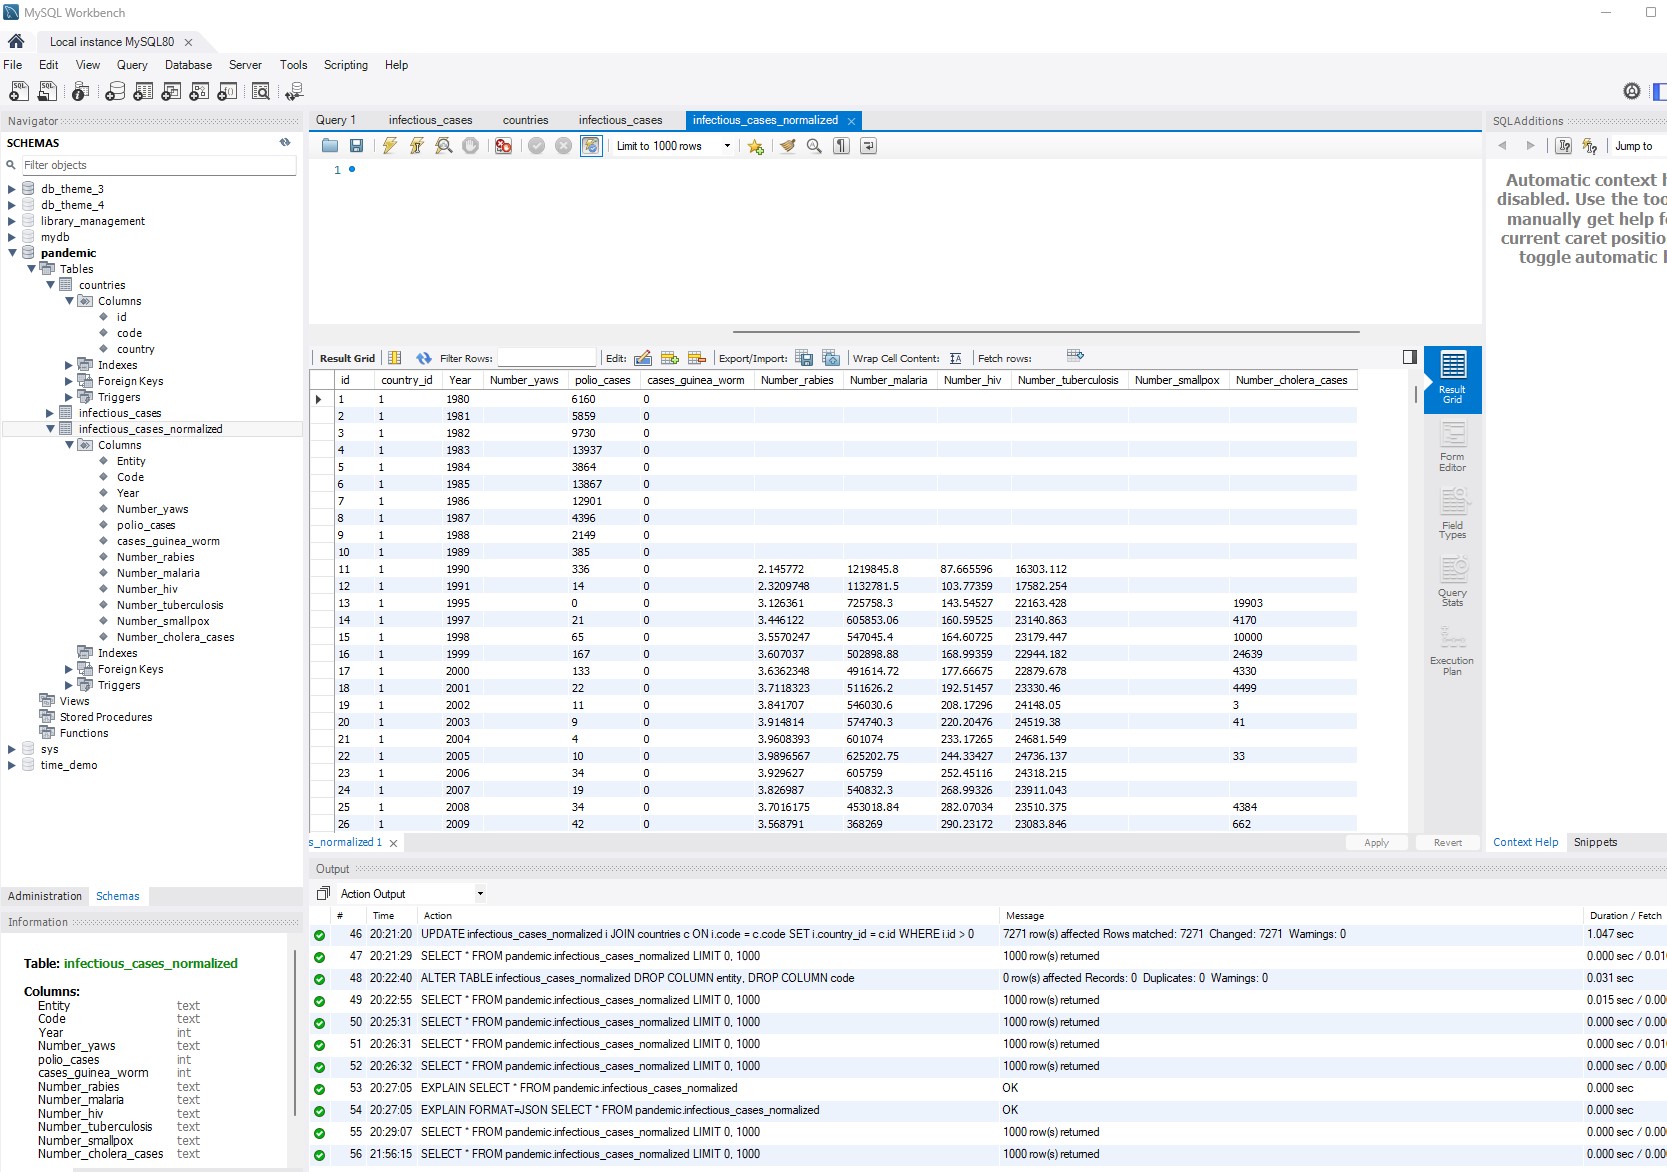 MySQL Workbench
Local instance MySQL80
File Edit View Query Database Server Tools Scripting Help
Navigator
SCHEMAS
Filter objects
db_theme_3
db_theme_4
library_management
mydb
pandemic
Tables
countries
Columns
id
code
country
Indexes
Foreign Keys
Triggers
infectious_cases
infectious_cases_normalized
Columns
Entity
Code
Year
Number_yaws
polio_cases
cases_guinea_worm
Number_rabies
Number_malaria
Number_hiv
Number_tuberculosis
Number_smallpox
Number_cholera_cases
Indexes
Foreign Keys
Triggers
Views
Stored Procedures
Functions
sys
time_demo
Administration Schemas
Information
Table: infectious_cases_normalized
Columns:
Entity text
Code text
Year int
Number_yaws text
polio_cases int
cases_guinea_worm int
Number_rabies text
Number_malaria text
Number_hiv text
Number_tuberculosis text
Number_smallpox text
Number_cholera_cases text
Query 1 infectious_cases countries infectious_cases infectious_cases_normalized
Limit to 1000 rows
1
Result Grid Filter Rows: Edit: Export/Import: Wrap Cell Content: Fetch rows:
id country_id Year Number_yaws polio_cases cases_guinea_worm Number_rabies Number_malaria Number_hiv Number_tuberculosis Number_smallpox Number_cholera_cases
1 1 1980 6160 0
2 1 1981 5859 0
3 1 1982 9730 0
4 1 1983 13937 0
5 1 1984 3864 0
6 1 1985 13867 0
7 1 1986 12901 0
8 1 1987 4396 0
9 1 1988 2149 0
10 1 1989 385 0
11 1 1990 336 0 2.145772 1219845.8 87.665596 16303.112
12 1 1991 14 0 2.3209748 1132781.5 103.77359 17582.254
13 1 1995 0 0 3.126361 725758.3 143.54527 22163.428 19903
14 1 1997 21 0 3.446122 605853.06 160.59525 23140.863 4170
15 1 1998 65 0 3.5570247 547045.4 164.60725 23179.447 10000
16 1 1999 167 0 3.607037 502898.88 168.99359 22944.182 24639
17 1 2000 133 0 3.6362348 491614.72 177.66675 22879.678 4330
18 1 2001 22 0 3.7118323 511626.2 192.51457 23330.46 4499
19 1 2002 11 0 3.841707 546030.6 208.17296 24148.05 3
20 1 2003 9 0 3.914814 574740.3 220.20476 24519.38 41
21 1 2004 4 0 3.9608393 601074 233.17265 24681.549
22 1 2005 10 0 3.9896567 625202.75 244.33427 24736.137 33
23 1 2006 34 0 3.929627 605759 252.45116 24318.215
24 1 2007 19 0 3.826987 540832.3 268.99326 23911.043
25 1 2008 34 0 3.7016175 453018.84 282.07034 23510.375 4384
26 1 2009 42 0 3.568791 368269 290.23172 23083.846 662
s_normalized 1
Apply Revert
Result Grid
Form Editor
Field Types
Query Stats
Execution Plan
SQLAdditions
Jump to
Automatic context h
disabled. Use the too
manually get help fo
current caret positio
toggle automatic h
Context Help Snippets
Output
Action Output
# Time Action Message Duration / Fetch
46 20:21:20 UPDATE infectious_cases_normalized i JOIN countries c ON i.code = c.code SET i.country_id = c.id WHERE i.id > 0 7271 row(s) affected Rows matched: 7271 Changed: 7271 Warnings: 0 1.047 sec
47 20:21:29 SELECT * FROM pandemic.infectious_cases_normalized LIMIT 0, 1000 1000 row(s) returned 0.000 sec / 0.01
48 20:22:40 ALTER TABLE infectious_cases_normalized DROP COLUMN entity, DROP COLUMN code 0 row(s) affected Records: 0 Duplicates: 0 Warnings: 0 0.031 sec
49 20:22:55 SELECT * FROM pandemic.infectious_cases_normalized LIMIT 0, 1000 1000 row(s) returned 0.015 sec / 0.00
50 20:25:31 SELECT * FROM pandemic.infectious_cases_normalized LIMIT 0, 1000 1000 row(s) returned 0.000 sec / 0.00
51 20:26:31 SELECT * FROM pandemic.infectious_cases_normalized LIMIT 0, 1000 1000 row(s) returned 0.000 sec / 0.01
52 20:26:32 SELECT * FROM pandemic.infectious_cases_normalized LIMIT 0, 1000 1000 row(s) returned 0.000 sec / 0.00
53 20:27:05 EXPLAIN SELECT * FROM pandemic.infectious_cases_normalized OK 0.000 sec
54 20:27:05 EXPLAIN FORMAT=JSON SELECT * FROM pandemic.infectious_cases_normalized OK 0.000 sec
55 20:29:07 SELECT * FROM pandemic.infectious_cases_normalized LIMIT 0, 1000 1000 row(s) returned 0.000 sec / 0.00
56 21:56:15 SELECT * FROM pandemic.infectious_cases_normalized LIMIT 0, 1000 1000 row(s) returned 0.000 sec / 0.00